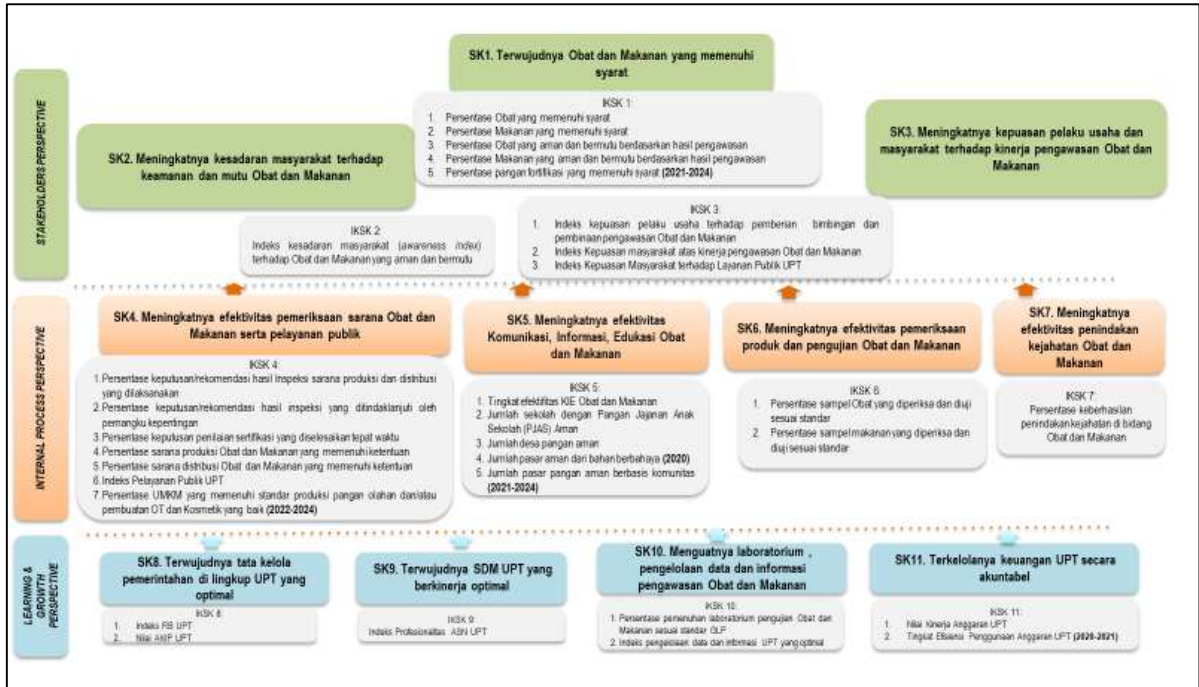 STAKEHOLDERS PERSPECTIVE
SK1. Terwujudnya Obat dan Makanan yang memenuhi
syarat
IKSK 1:
1. Persentase Obat yang memenuhi syarat
2. Persentase Makanan yang memenuhi syarat
3. Persentase Obat yang aman dan bermutu berdasarkan hasil pengawasan
4. Persentase Makanan yang aman dan bermutu berdasarkan hasil pengawasan
5. Persentase pangan fortifikasi yang memenuhi syarat (2021-2024)
SK2. Meningkatnya kesadaran masyarakat terhadap
keamanan dan mutu Obat dan Makanan
IKSK 2:
Indeks kesadaran masyarakat (awareness index)
terhadap Obat dan Makanan yang aman dan bermutu
SK3. Meningkatnya kepuasan pelaku usaha dan
masyarakat terhadap kinerja pengawasan Obat dan
Makanan
IKSK 3:
1. Indeks kepuasan pelaku usaha terhadap pemberian bimbingan dan
pembinaan pengawasan Obat dan Makanan
2. Indeks Kepuasan masyarakat atas kinerja pengawasan Obat dan Makanan
3. Indeks Kepuasan Masyarakat terhadap Layanan Publik UPT
INTERNAL PROCESS PERSPECTIVE
SK4. Meningkatnya efektivitas pemeriksaan sarana Obat dan
Makanan serta pelayanan publik
IKSK 4:
1. Persentase keputusan/rekomendasi hasil Inspeksi sarana produksi dan distribusi
yang dilaksanakan
2. Persentase keputusan/rekomendasi hasil inspeksi yang ditindaklanjuti oleh
pemangku kepentingan
3. Persentase keputusan penilaian sertifikasi yang diselesaikan tepat waktu
4. Persentase sarana produksi Obat dan Makanan yang memenuhi ketentuan
5. Persentase sarana distribusi Obat dan Makanan yang memenuhi ketentuan
6. Indeks Pelayanan Publik UPT
7. Persentase UMKM yang memenuhi standar produksi pangan olahan dan/atau
pembuatan OT dan Kosmetik yang baik (2022-2024)
SK5. Meningkatnya efektivitas
Komunikasi, Informasi, Edukasi Obat
dan Makanan
IKSK 5:
1. Tingkat efektifitas KIE Obat dan Makanan
2. Jumlah sekolah dengan Pangan Jajanan Anak
Sekolah (PJAS) Aman
3. Jumlah desa pangan aman
4. Jumlah pasar aman dari bahan berbahaya (2020)
5. Jumlah pasar pangan aman berbasis komunitas
(2021-2024)
SK6. Meningkatnya efektivitas pemeriksaan
produk dan pengujian Obat dan Makanan
IKSK 6:
1. Persentase sampel Obat yang diperiksa dan diuji
sesuai standar
2. Persentase sampel makanan yang diperiksa dan
diuji sesuai standar
SK7. Meningkatnya
efektivitas penindakan
kejahatan Obat dan
Makanan
IKSK 7:
Persentase keberhasilan
penindakan kejahatan di bidang
Obat dan Makanan
LEARNING &
GROWTH
PERSPECTIVE
SK8. Terwujudnya tata kelola
pemerintahan di lingkup UPT yang
optimal
IKSK 8:
1. Indeks RB UPT
2. Nilai AKIP UPT
SK9. Terwujudnya SDM UPT yang
berkinerja optimal
IKSK 9:
Indeks Profesionalitas ASN UPT
SK10. Menguatnya laboratorium ,
pengelolaan data dan informasi
pengawasan Obat dan Makanan
IKSK 10:
1. Persentase pemenuhan laboratorium pengujian Obat dan
Makanan sesuai standar GLP
2. Indeks pengelolaan data dan informasi UPT yang optimal
SK11. Terkelolanya keuangan UPT secara
akuntabel
IKSK 11:
1. Nilai Kinerja Anggaran UPT
2. Tingkat Efisiensi Penggunaan Anggaran UPT (2020-2021)